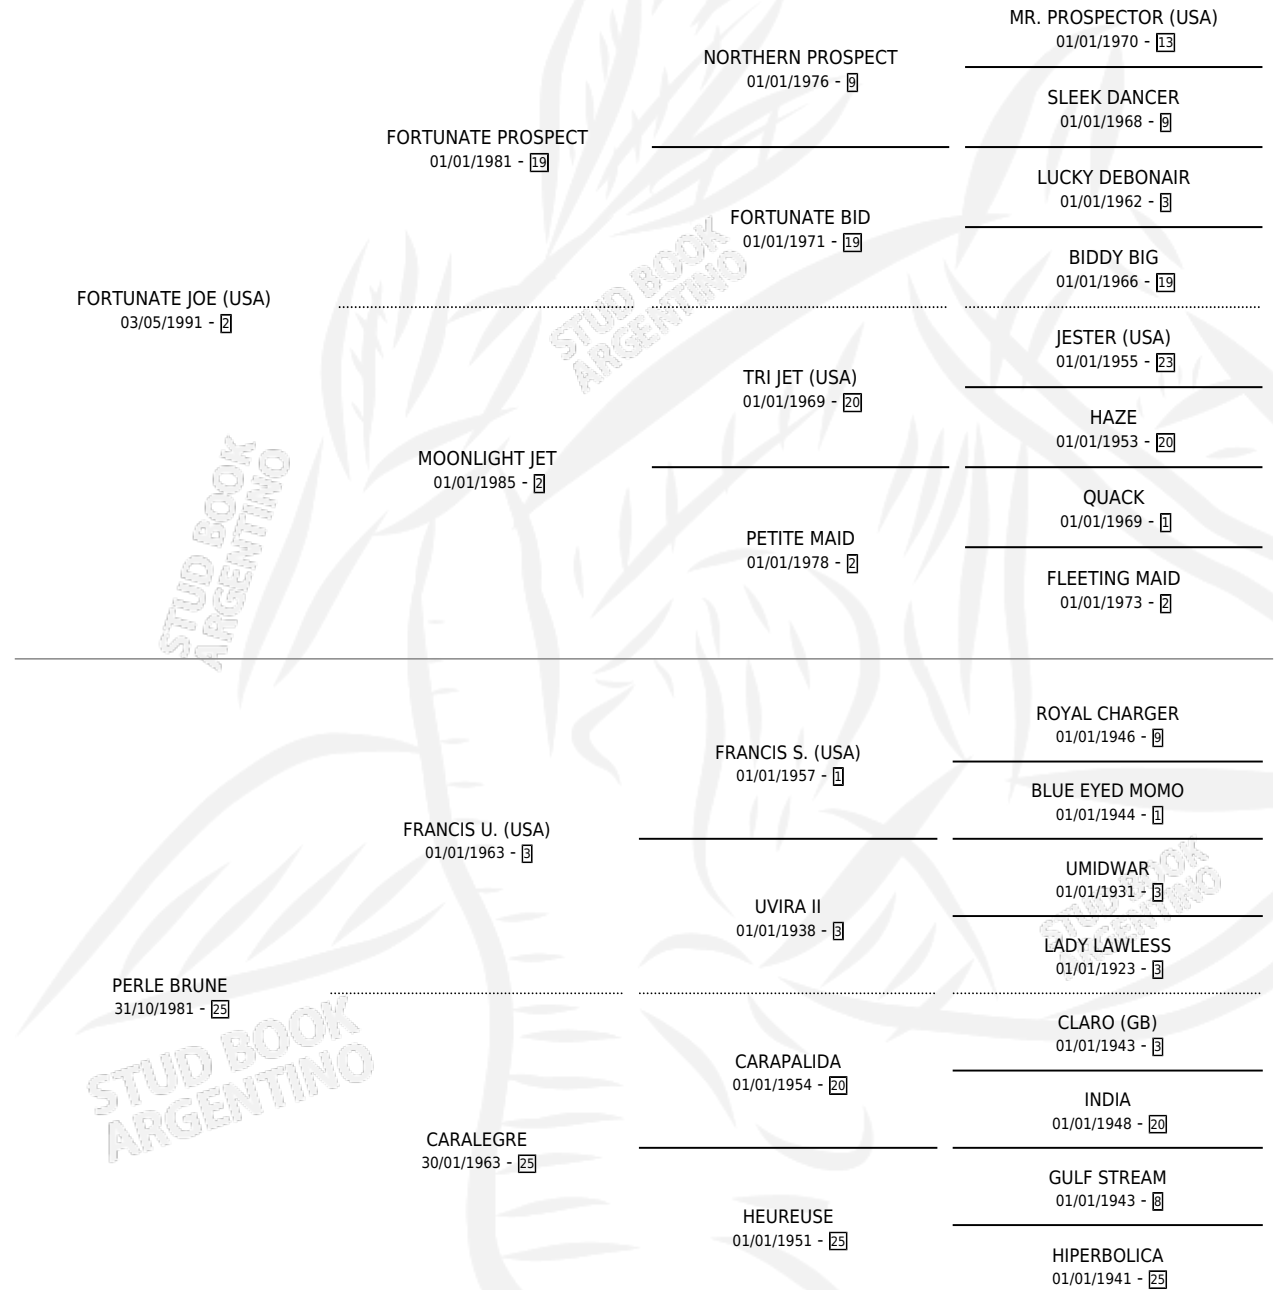 MR. PROSPECTOR (USA)
01/01/1970 - 13
NORTHERN PROSPECT
01/01/1976 - 9
SLEEK DANCER
01/01/1968 - 9
FORTUNATE PROSPECT
01/01/1981 - 19
LUCKY DEBONAIR
01/01/1962 - 3
FORTUNATE BID
01/01/1971 - 19
BIDDY BIG
01/01/1966 - 19
FORTUNATE JOE (USA)
03/05/1991 - 2
JESTER (USA)
01/01/1955 - 23
TRI JET (USA)
01/01/1969 - 20
HAZE
01/01/1953 - 20
MOONLIGHT JET
01/01/1985 - 2
QUACK
01/01/1969 - 1
PETITE MAID
01/01/1978 - 2
FLEETING MAID
01/01/1973 - 2
STUD BOOK
ARGENTINO
STUD BOOK
ARGENTINO
ROYAL CHARGER
01/01/1946 - 9
FRANCIS S. (USA)
01/01/1957 - 1
BLUE EYED MOMO
01/01/1944 - 1
FRANCIS U. (USA)
01/01/1963 - 3
UMIDWAR
01/01/1931 - 3
UVIRA II
01/01/1938 - 3
LADY LAWLESS
01/01/1923 - 3
PERLE BRUNE
31/10/1981 - 25
CLARO (GB)
01/01/1943 - 3
CARAPALIDA
01/01/1954 - 20
INDIA
01/01/1948 - 20
CARALEGRE
30/01/1963 - 25
GULF STREAM
01/01/1943 - 8
HEUREUSE
01/01/1951 - 25
HIPERBOLICA
01/01/1941 - 25
STUD BOOK
ARGENTINO
STUD BOOK
ARGENTINO